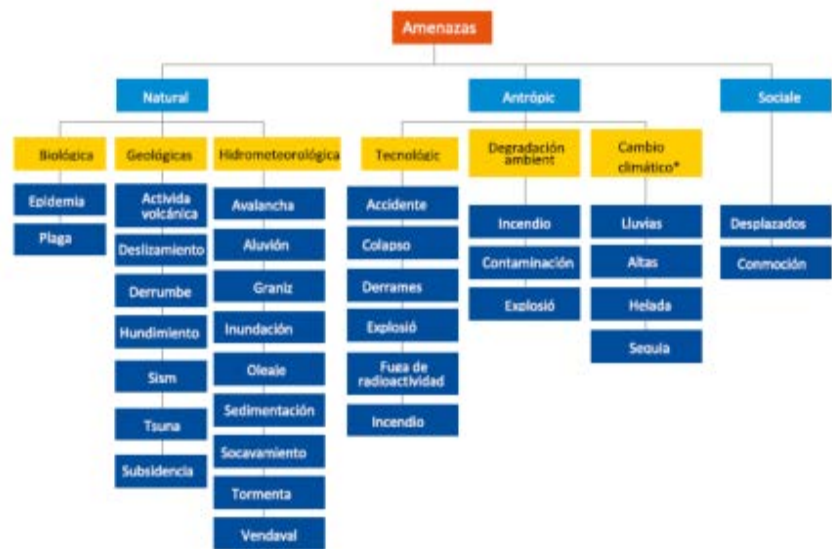 Amenazas
Natural
Antrópic
Sociale
Biológica
Geológicas
Hidrometeorológica
Tecnológic
Degradación
ambient
Cambio
climático*
Epidemia
Plaga
Activida
volcánica
Deslizamiento
Derrumbe
Hundimiento
Sism
Tsuna
Subsidencia
Avalancha
Aluvión
Graniz
Inundación
Oleaje
Sedimentación
Socavamiento
Tormenta
Vendaval
Accidente
Colapso
Derrames
Explosió
Fuga de
radioactividad
Incendio
Incendio
Contaminación
Explosió
Lluvias
Altas
Helada
Sequia
Desplazados
Conmoción